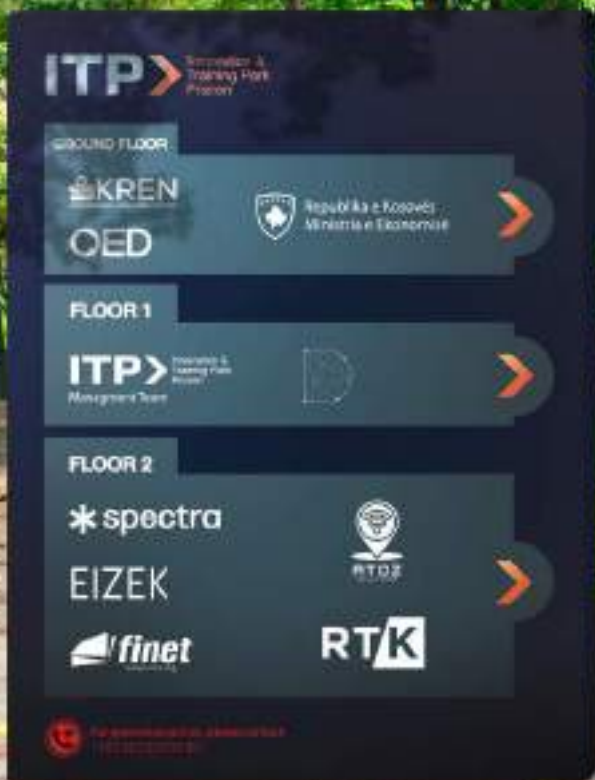 ITP
Innovation &
Training Park
Prizren
GROUND FLOOR
KREN
OED
Republika e Kosovës
Ministria e Ekonomisë
FLOOR 1
ITP
Innovation &
Training Park
Prizren
Management Team
FLOOR 2
spectra
ATOZ
EIZEK
finet
RTK